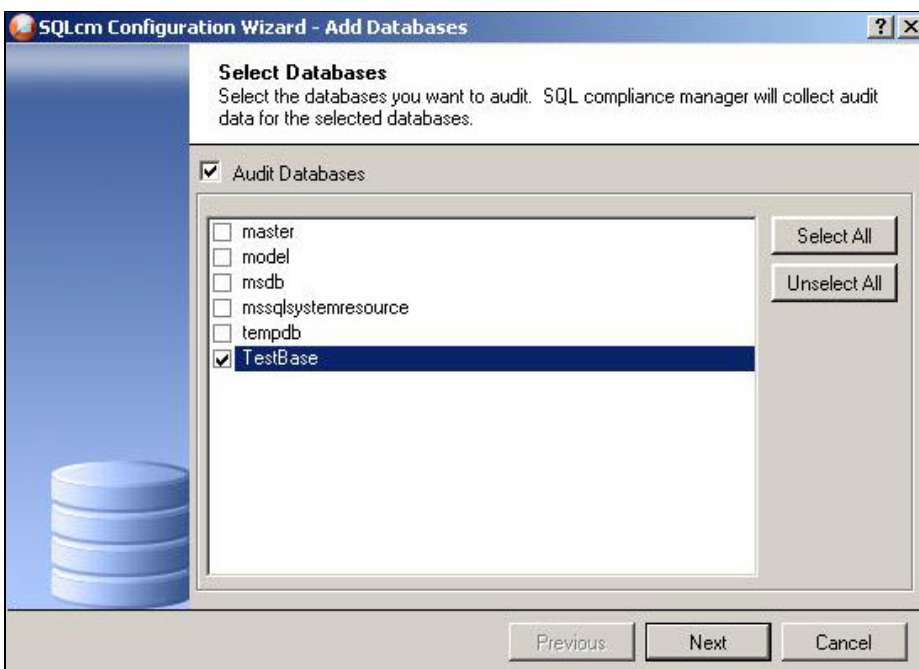 SQLcm Configuration Wizard - Add Databases
Select Databases
Select the databases you want to audit.  SQL compliance manager will collect audit
data for the selected databases.
Audit Databases
master
model
msdb
mssqlsystemresource
tempdb
TestBase
Select All
Unselect All
Previous
Next
Cancel